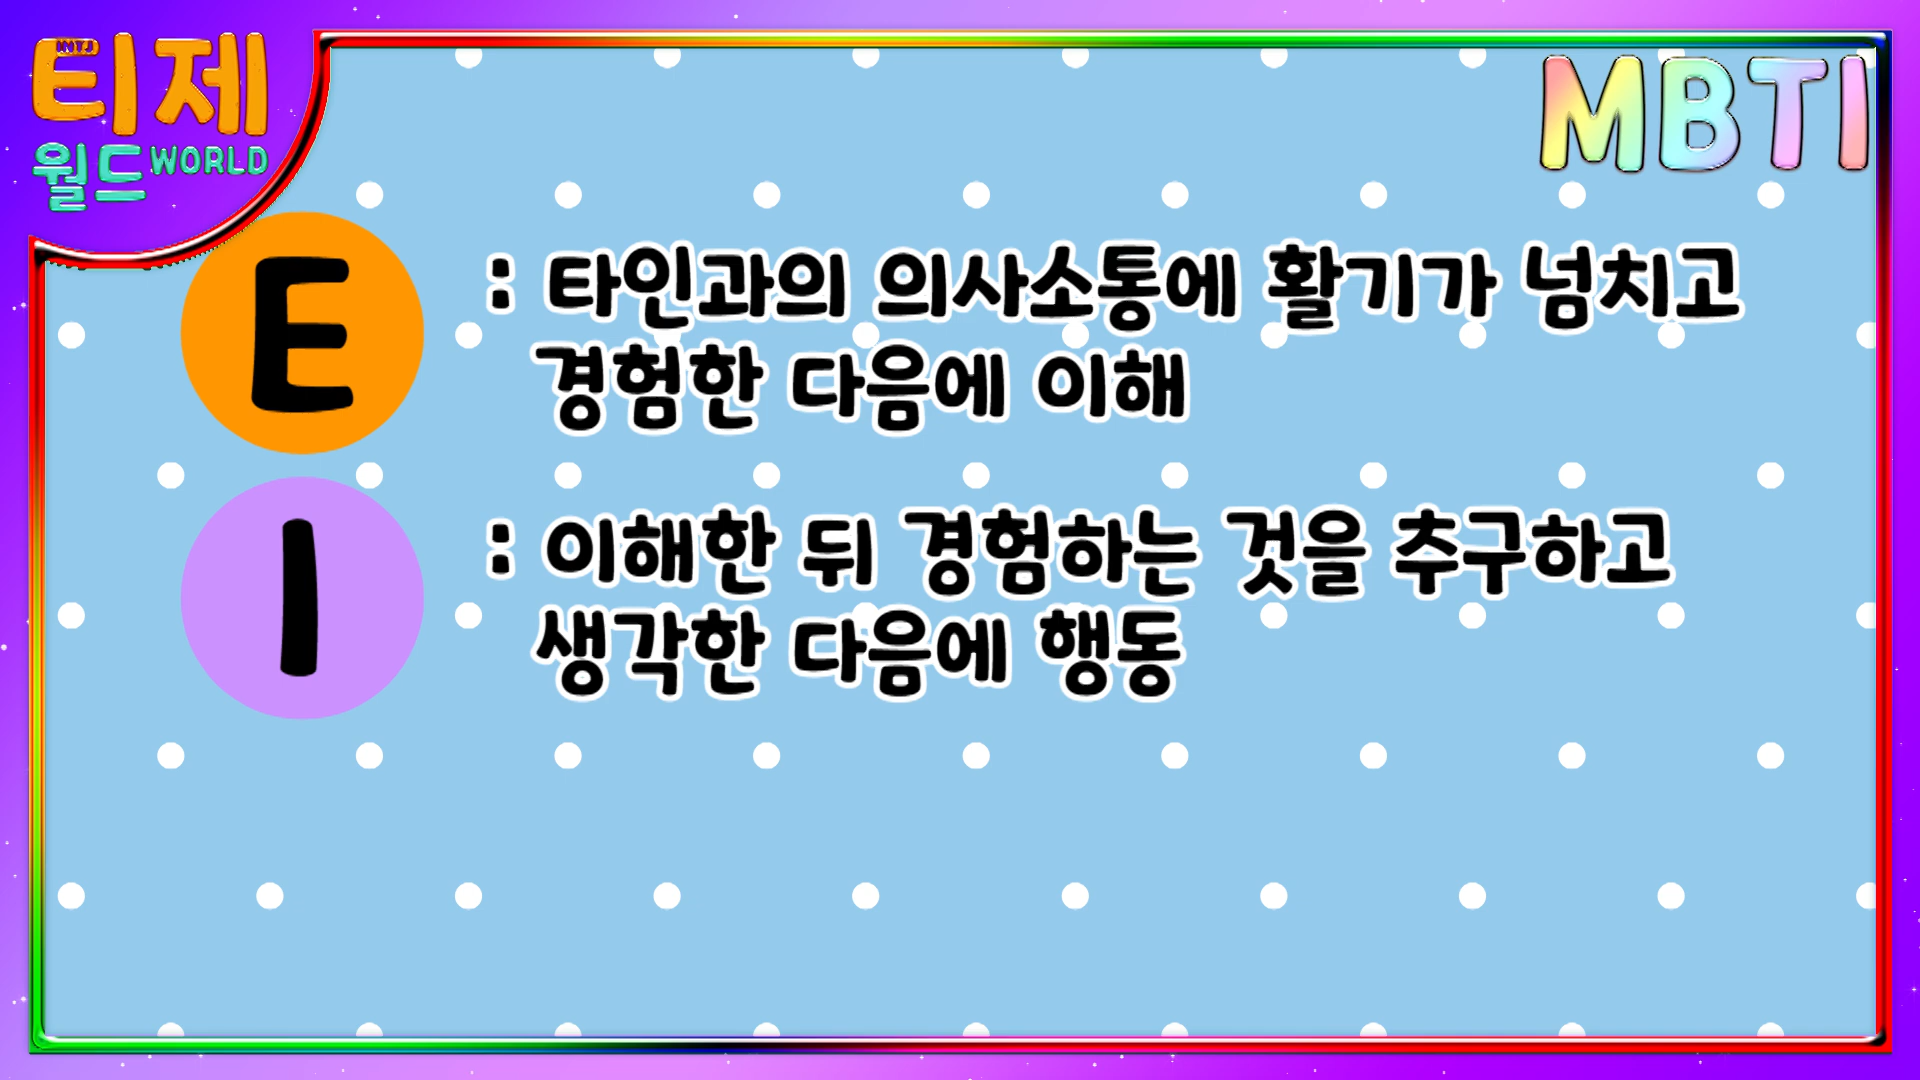 INTJ
티제
월드 WORLD
MBTI
E : 타인과의 의사소통에 활기가 넘치고
경험한 다음에 이해
I : 이해한 뒤 경험하는 것을 추구하고
생각한 다음에 행동